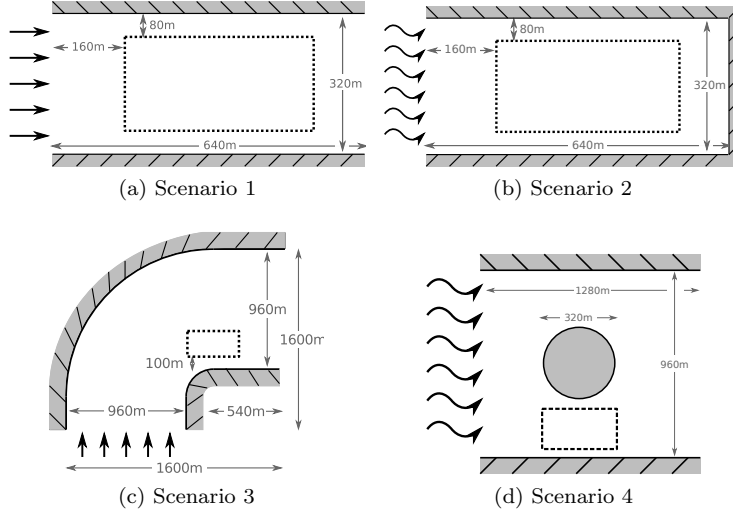 80m
160m
320m
640m
(a) Scenario 1
80m
160m
320m
640m
(b) Scenario 2
960m
1600m
100m
960m
540m
1600m
(c) Scenario 3
1280m
320m
960m
(d) Scenario 4